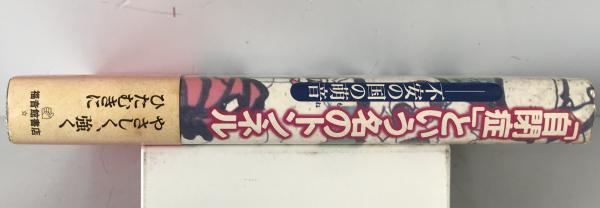 「自閉症」という名のトンネル
——不安の国の萌音
やさしく、強く
ひたむきに
福音館書店